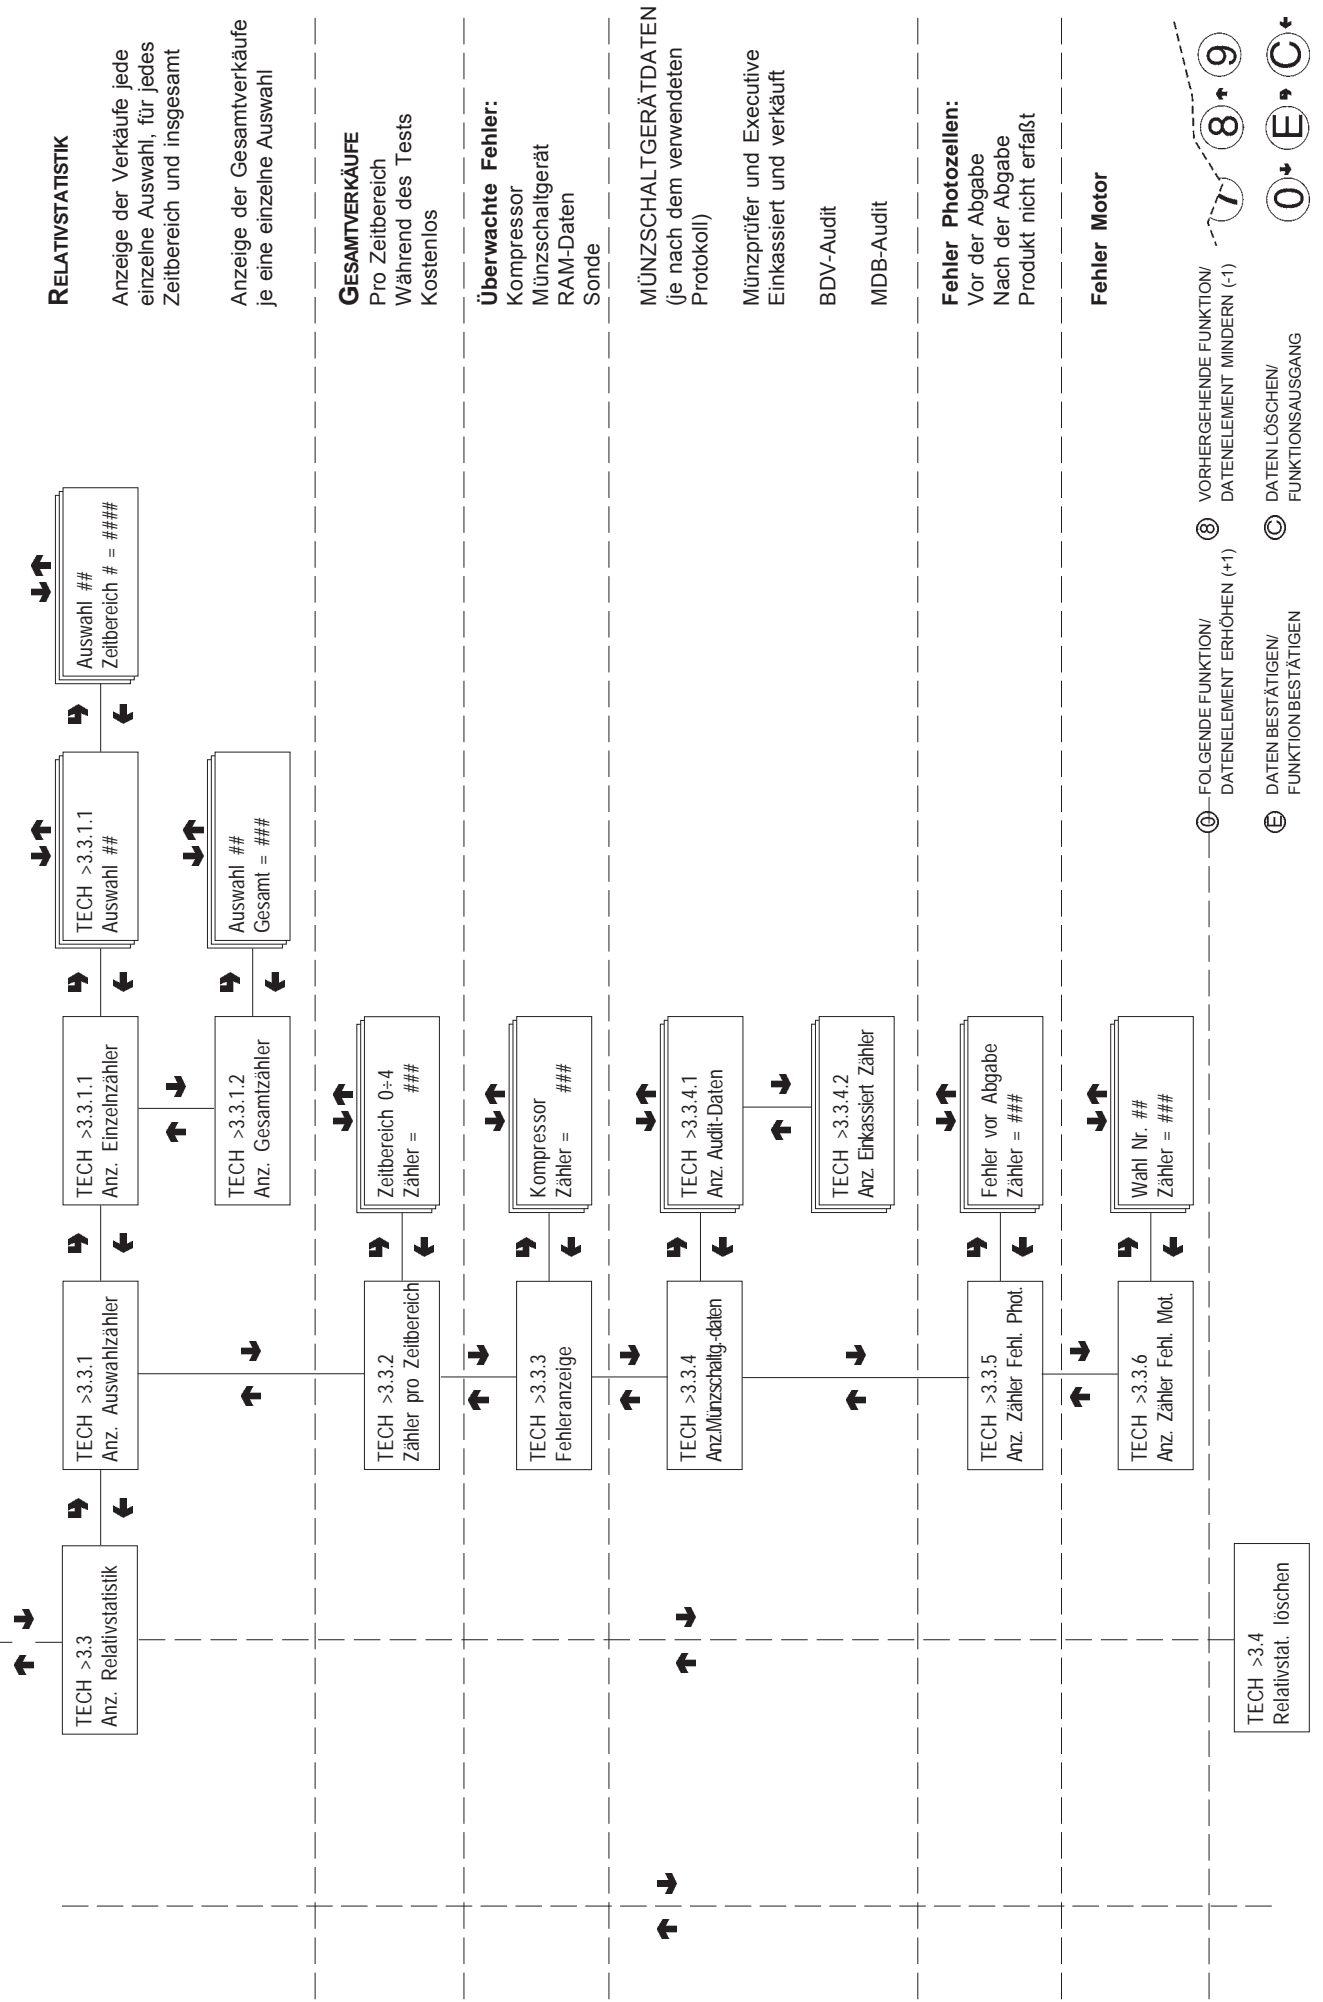 TECH >3.3
Anz. Relativstatistik
TECH >3.3.1
Anz. Auswahlzähler
TECH >3.3.1.1
Anz. Einzelnzähler
TECH >3.3.1.1
Auswahl ##
Auswahl ##
Zeitbereich # = ####
RELATIVSTATISTIK
Anzeige der Verkäufe jede
einzelne Auswahl, für jedes
Zeitbereich und insgesamt
TECH >3.3.1.2
Anz. Gesamtzähler
Auswahl ##
Gesamt = ###
Anzeige der Gesamtverkäufe
je eine einzelne Auswahl
TECH >3.3.2
Zähler pro Zeitbereich
Zeitbereich 0÷4
Zähler = ###
GESAMTVERKÄUFE
Pro Zeitbereich
Während des Tests
Kostenlos
TECH >3.3.3
Fehleranzeige
Kompressor
Zähler = ###
Überwachte Fehler:
Kompressor
Münzschaltgerät
RAM-Daten
Sonde
TECH >3.3.4
Anz.Münzschaltg.-daten
TECH >3.3.4.1
Anz. Audit-Daten
MÜNZSCHALTGERÄTDATEN
(je nach dem verwendeten
Protokoll)
TECH >3.3.4.2
Anz. Einkassiert Zähler
Münzprüfer und Executive
Einkassiert und verkäuft
BDV-Audit
MDB-Audit
TECH >3.3.5
Anz. Zähler Fehl. Phot.
Fehler vor Abgabe
Zähler = ###
Fehler Photozellen:
Vor der Abgabe
Nach der Abgabe
Produkt nicht erfaßt
TECH >3.3.6
Anz. Zähler Fehl. Mot.
Wahl Nr. ##
Zähler = ###
Fehler Motor
TECH >3.4
Relativstat. löschen
0 FOLGENDE FUNKTION/
DATENELEMENT ERHÖHEN (+1)
8 VORHERGEHENDE FUNKTION/
DATENELEMENT MINDERN (-1)
E DATEN BESTÄTIGEN/
FUNKTION BESTÄTIGEN
C DATEN LÖSCHEN/
FUNKTIONSAUSGANG
7 8 9
0 E C